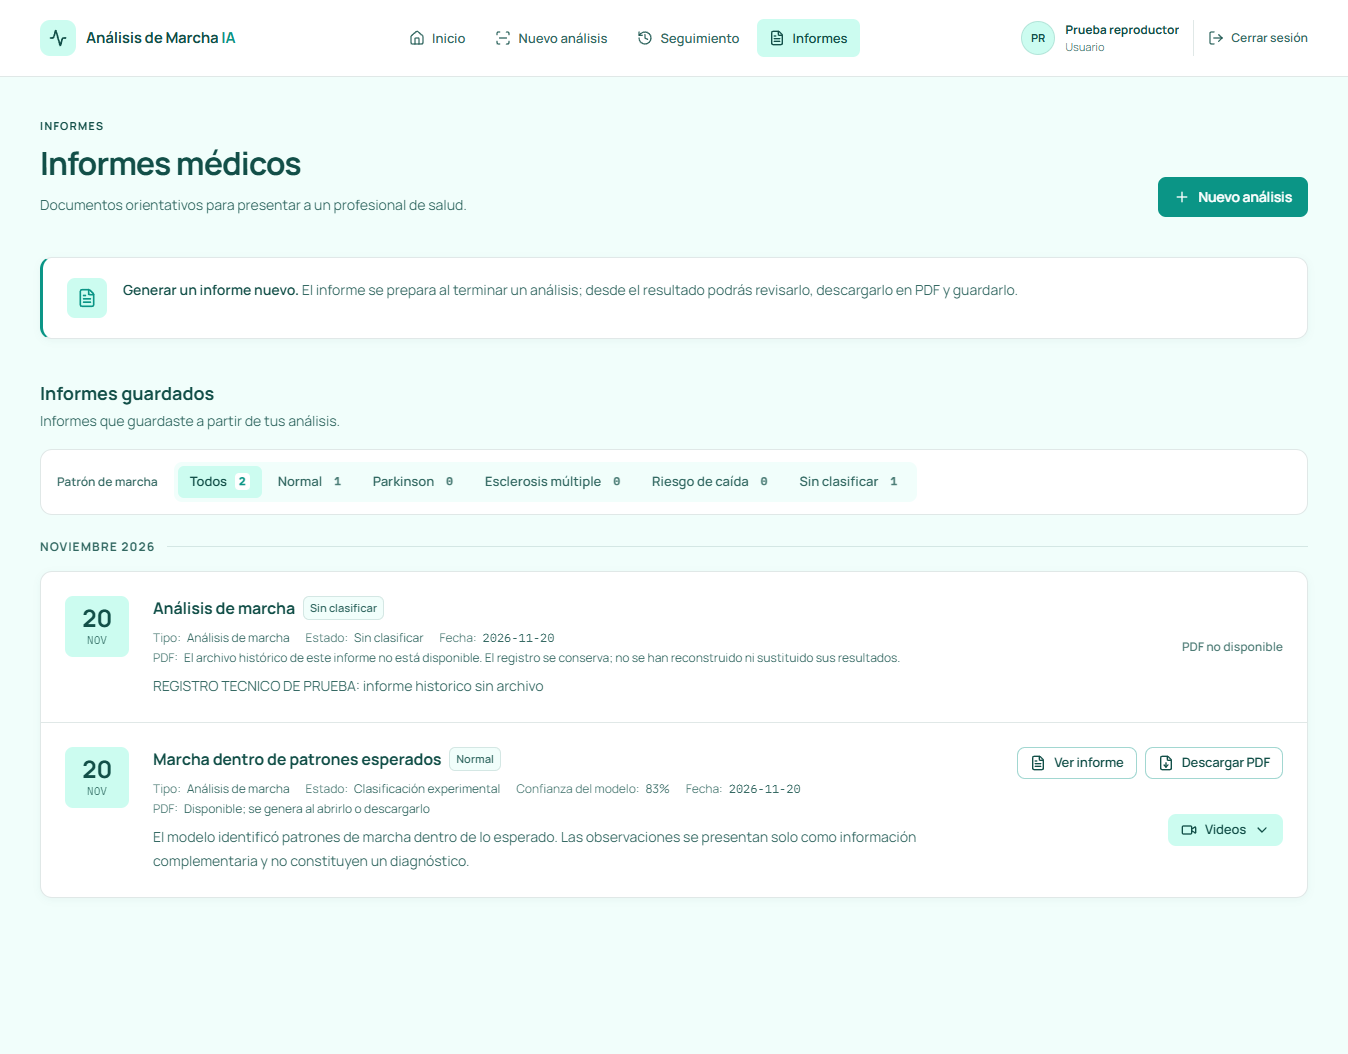 Análisis de Marcha IA
Inicio
Nuevo análisis
Seguimiento
Informes
PR
Prueba reproductor
Usuario
Cerrar sesión
INFORMES
Informes médicos
Documentos orientativos para presentar a un profesional de salud.
Nuevo análisis
Generar un informe nuevo. El informe se prepara al terminar un análisis; desde el resultado podrás revisarlo, descargarlo en PDF y guardarlo.
Informes guardados
Informes que guardaste a partir de tus análisis.
Patrón de marcha
Todos 2
Normal 1
Parkinson 0
Esclerosis múltiple 0
Riesgo de caída 0
Sin clasificar 1
NOVIEMBRE 2026
20
NOV
Análisis de marcha
Sin clasificar
Tipo: Análisis de marcha Estado: Sin clasificar Fecha: 2026-11-20
PDF: El archivo histórico de este informe no está disponible. El registro se conserva; no se han reconstruido ni sustituido sus resultados.
REGISTRO TECNICO DE PRUEBA: informe historico sin archivo
PDF no disponible
20
NOV
Marcha dentro de patrones esperados
Normal
Tipo: Análisis de marcha Estado: Clasificación experimental Confianza del modelo: 83% Fecha: 2026-11-20
PDF: Disponible; se genera al abrirlo o descargarlo
El modelo identificó patrones de marcha dentro de lo esperado. Las observaciones se presentan solo como información
complementaria y no constituyen un diagnóstico.
Ver informe
Descargar PDF
Videos